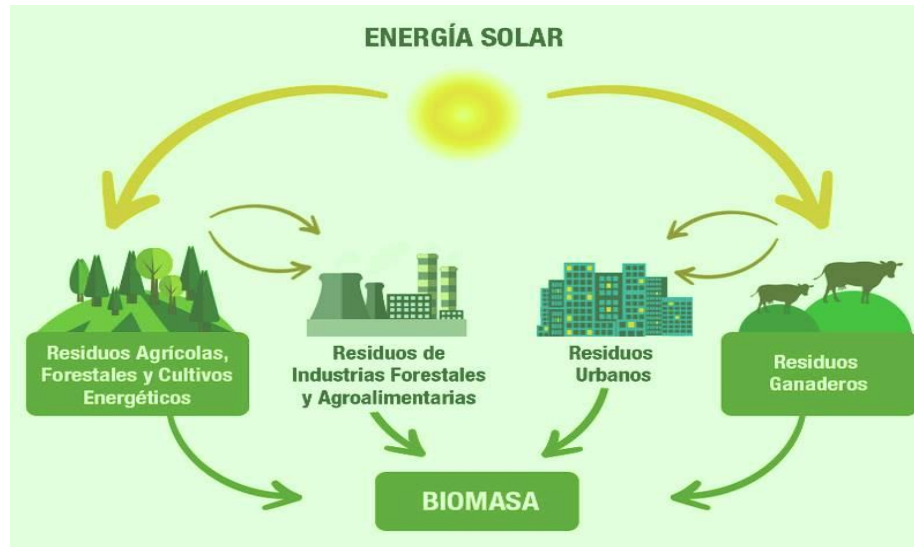 ENERGÍA SOLAR
Residuos Agrícolas,
Forestales y Cultivos
Energéticos
Residuos de
Industrias Forestales
y Agroalimentarias
Residuos
Urbanos
Residuos
Ganaderos
BIOMASA